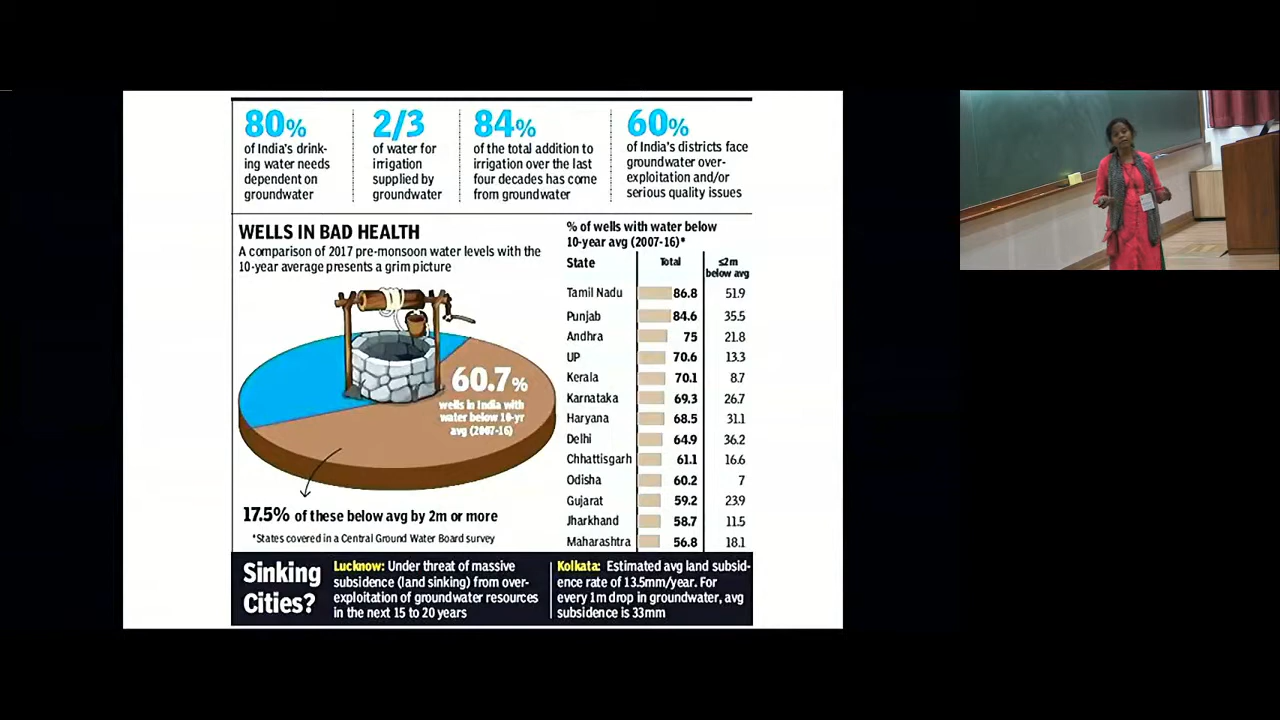 80%
of India's drink-
ing water needs
dependent on
groundwater
2/3
of water for
irrigation
supplied by
groundwater
84%
of the total addition to
irrigation over the last
four decades has come
from groundwater
60%
of India's districts face
groundwater over-
exploitation and/or
serious quality issues
WELLS IN BAD HEALTH
A comparison of 2017 pre-monsoon water levels with the
10-year average presents a grim picture
60.7%
wells in India with
water below 10-yr
avg (2007-16)
17.5% of these below avg by 2m or more
*States covered in a Central Ground Water Board survey
% of wells with water below
10-year avg (2007-16)*
State Total ≤2m
below avg
Tamil Nadu 86.8 51.9
Punjab 84.6 35.5
Andhra 75 21.8
UP 70.6 13.3
Kerala 70.1 8.7
Karnataka 69.3 26.7
Haryana 68.5 31.1
Delhi 64.9 36.2
Chhattisgarh 61.1 16.6
Odisha 60.2 7
Gujarat 59.2 23.9
Jharkhand 58.7 11.5
Maharashtra 56.8 18.1
Sinking
Cities?
Lucknow: Under threat of massive
subsidence (land sinking) from over-
exploitation of groundwater resources
in the next 15 to 20 years
Kolkata: Estimated avg land subsid-
ence rate of 13.5mm/year. For
every 1m drop in groundwater, avg
subsidence is 33mm